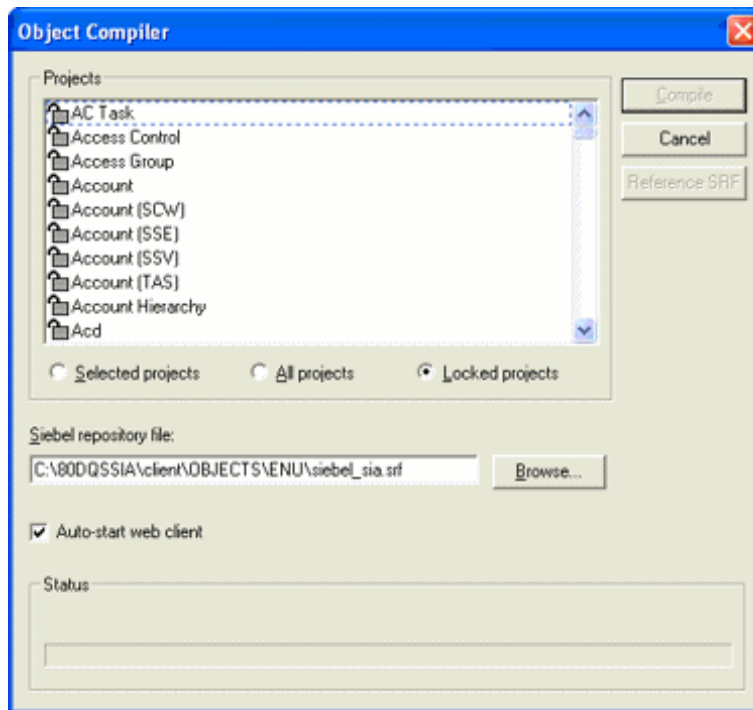 Object Compiler
Projects
AC Task
Access Control
Access Group
Account
Account (SCW)
Account (SSE)
Account (SSV)
Account (TAS)
Account Hierarchy
Acd
Selected projects All projects Locked projects
Compile
Cancel
Reference SRF
Siebel repository file:
C:\80DQSSIA\client\OBJECTS\ENU\siebel_sia.srf Browse...
Auto-start web client
Status